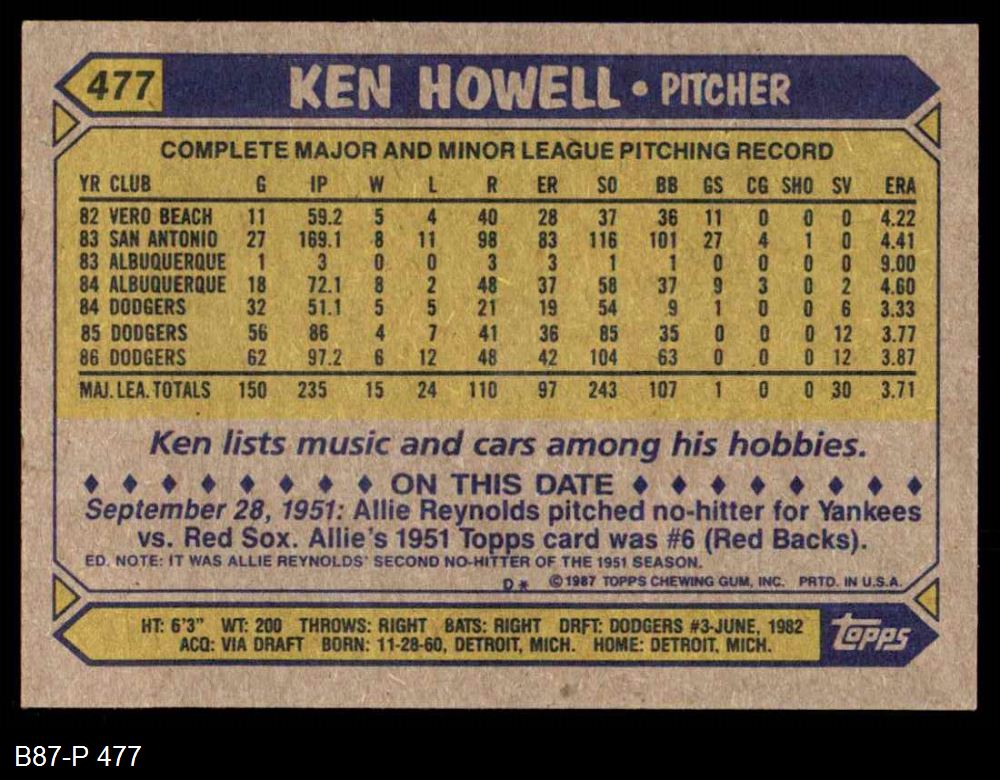 477 KEN HOWELL • PITCHER
COMPLETE MAJOR AND MINOR LEAGUE PITCHING RECORD
YR CLUB G IP W L R ER SO BB GS CG SHO SV ERA
82 VERO BEACH 11 59.2 5 4 40 28 37 36 11 0 0 0 4.22
83 SAN ANTONIO 27 169.1 8 11 98 83 116 101 27 4 1 0 4.41
83 ALBUQUERQUE 1 3 0 0 3 3 1 1 0 0 0 0 9.00
84 ALBUQUERQUE 18 72.1 8 2 48 37 58 37 9 3 0 2 4.60
84 DODGERS 32 51.1 5 5 21 19 54 9 1 0 0 6 3.33
85 DODGERS 56 86 4 7 41 36 85 35 0 0 0 12 3.77
86 DODGERS 62 97.2 6 12 48 42 104 63 0 0 0 12 3.87
MAJ. LEA. TOTALS 150 235 15 24 110 97 243 107 1 0 0 30 3.71
Ken lists music and cars among his hobbies.
♦ ♦ ♦ ♦ ♦ ♦ ♦ ♦ ON THIS DATE ♦ ♦ ♦ ♦ ♦ ♦ ♦ ♦
September 28, 1951: Allie Reynolds pitched no-hitter for Yankees
vs. Red Sox. Allie's 1951 Topps card was #6 (Red Backs).
ED. NOTE: IT WAS ALLIE REYNOLDS' SECOND NO-HITTER OF THE 1951 SEASON.
D* ©1987 TOPPS CHEWING GUM, INC. PRTD. IN U.S.A.
HT: 6'3" WT: 200 THROWS: RIGHT BATS: RIGHT DRFT: DODGERS #3-JUNE, 1982
ACQ: VIA DRAFT BORN: 11-28-60, DETROIT, MICH. HOME: DETROIT, MICH.
topps
B87-P 477